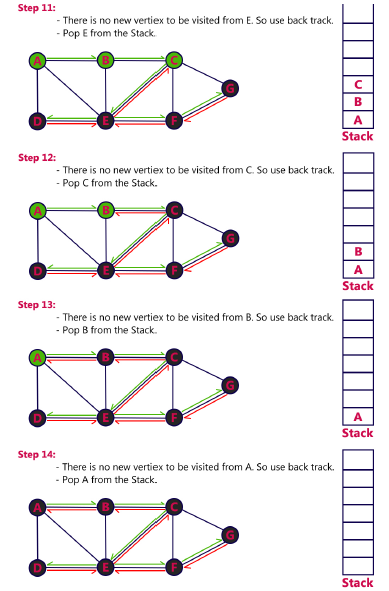 Step 11:
- There is no new vertiex to be visited from E. So use back track.
- Pop E from the Stack.
A B C
G
D E F
C
B
A
Stack
Step 12:
- There is no new vertiex to be visited from C. So use back track.
- Pop C from the Stack.
A B C
G
D E F
B
A
Stack
Step 13:
- There is no new vertiex to be visited from B. So use back track.
- Pop B from the Stack.
A B C
G
D E F
A
Stack
Step 14:
- There is no new vertiex to be visited from A. So use back track.
- Pop A from the Stack.
A B C
G
D E F
Stack